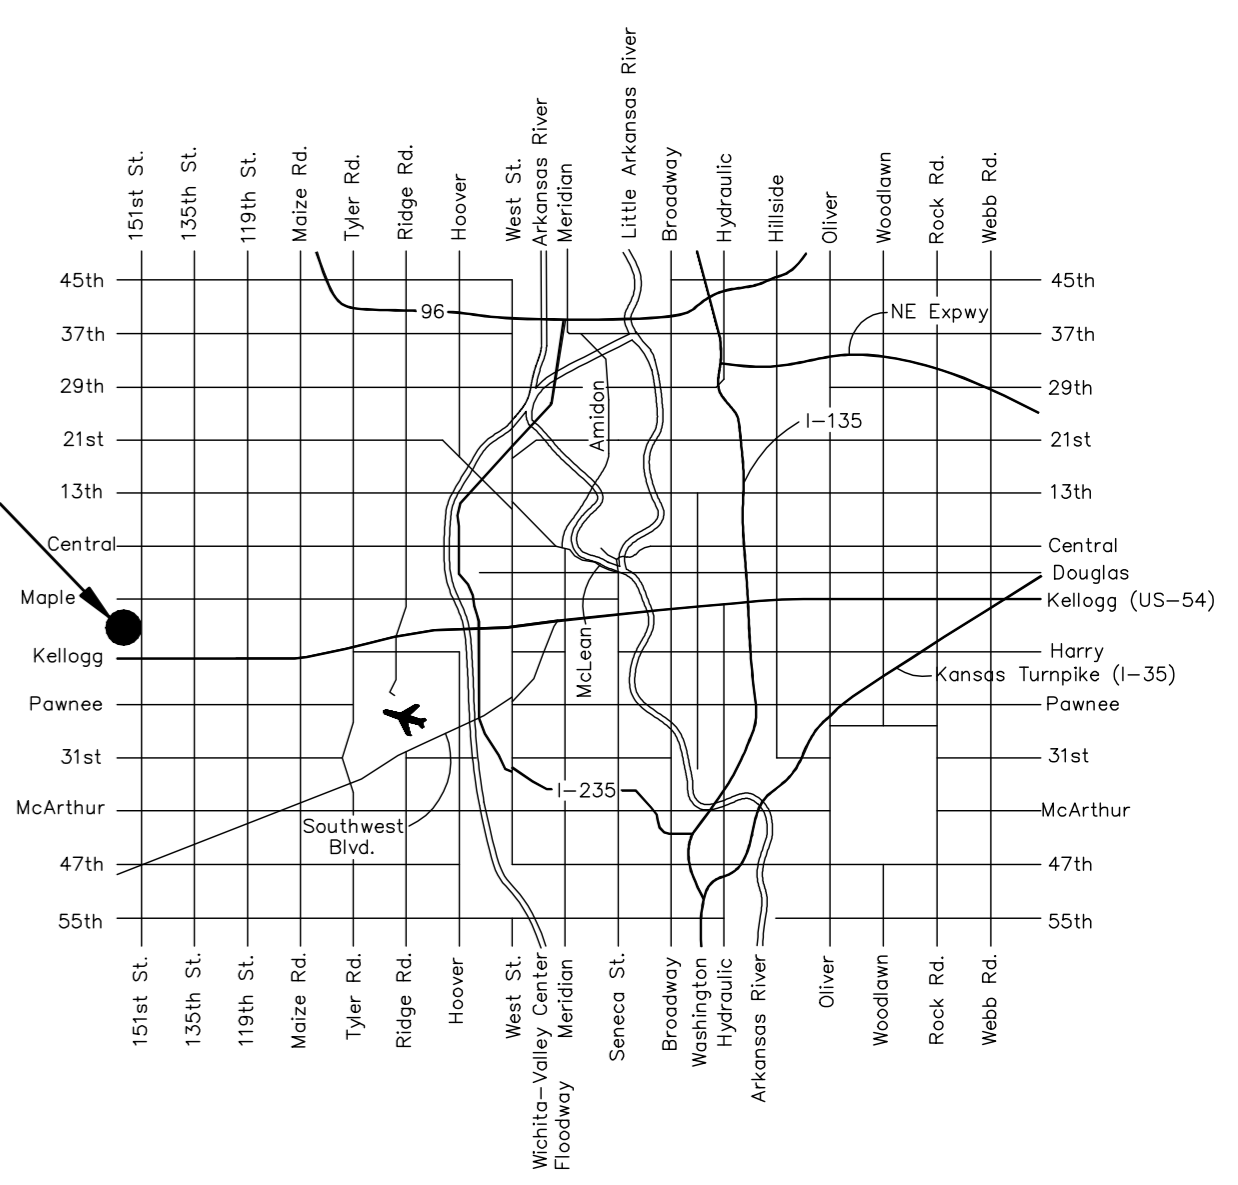 151st St.
135th St.
119th St.
Maize Rd.
Tyler Rd.
Ridge Rd.
Hoover
West St.
Arkansas River
Meridian
Little Arkansas River
Broadway
Hydraulic
Hillside
Oliver
Woodlawn
Rock Rd.
Webb Rd.
45th
45th
96
NE Expwy
37th
37th
29th
29th
Amidon
I-135
21st
21st
13th
13th
Central
Central
Douglas
Maple
Kellogg (US-54)
Kellogg
McLean
Harry
Kansas Turnpike (I-35)
Pawnee
Pawnee
31st
31st
I-235
McArthur
McArthur
Southwest
Blvd.
47th
47th
55th
55th
151st St.
135th St.
119th St.
Maize Rd.
Tyler Rd.
Ridge Rd.
Hoover
West St.
Wichita-Valley Center
Floodway
Meridian
Seneca St.
Broadway
Washington
Hydraulic
Arkansas River
Oliver
Woodlawn
Rock Rd.
Webb Rd.